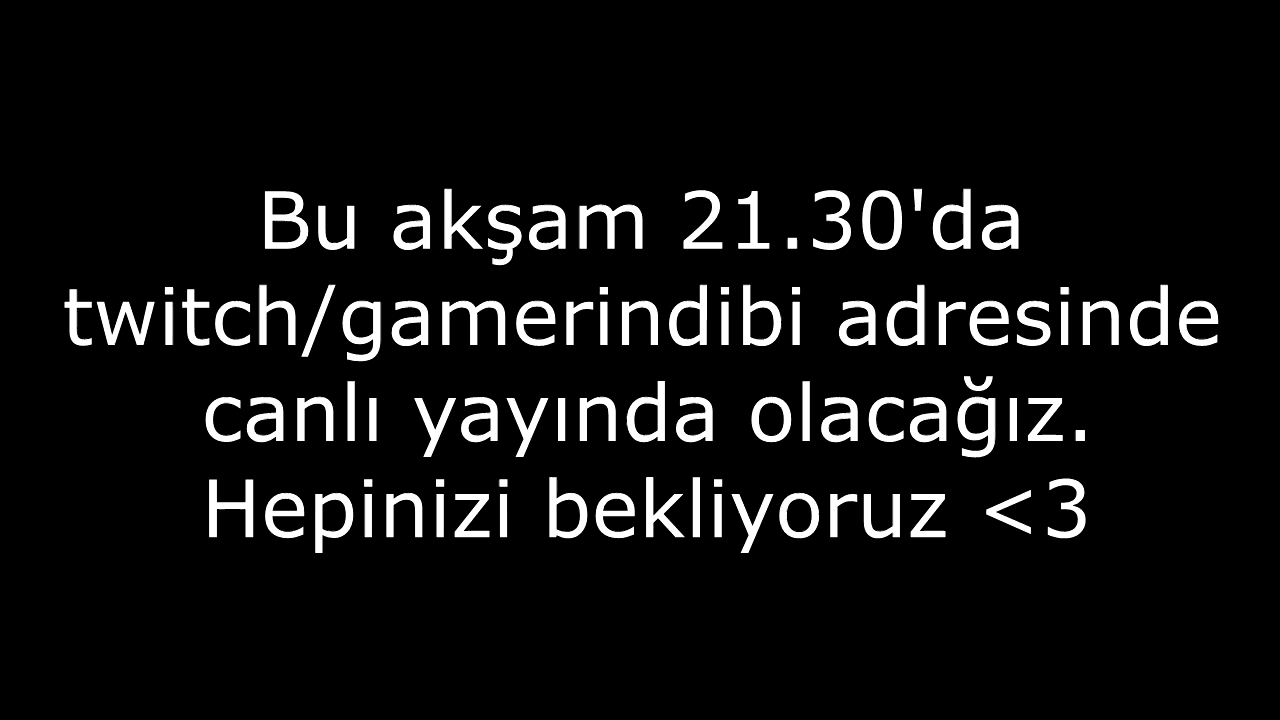 Bu akşam 21.30'da
twitch/gamerindibi adresinde
canlı yayında olacağız.
Hepinizi bekliyoruz <3